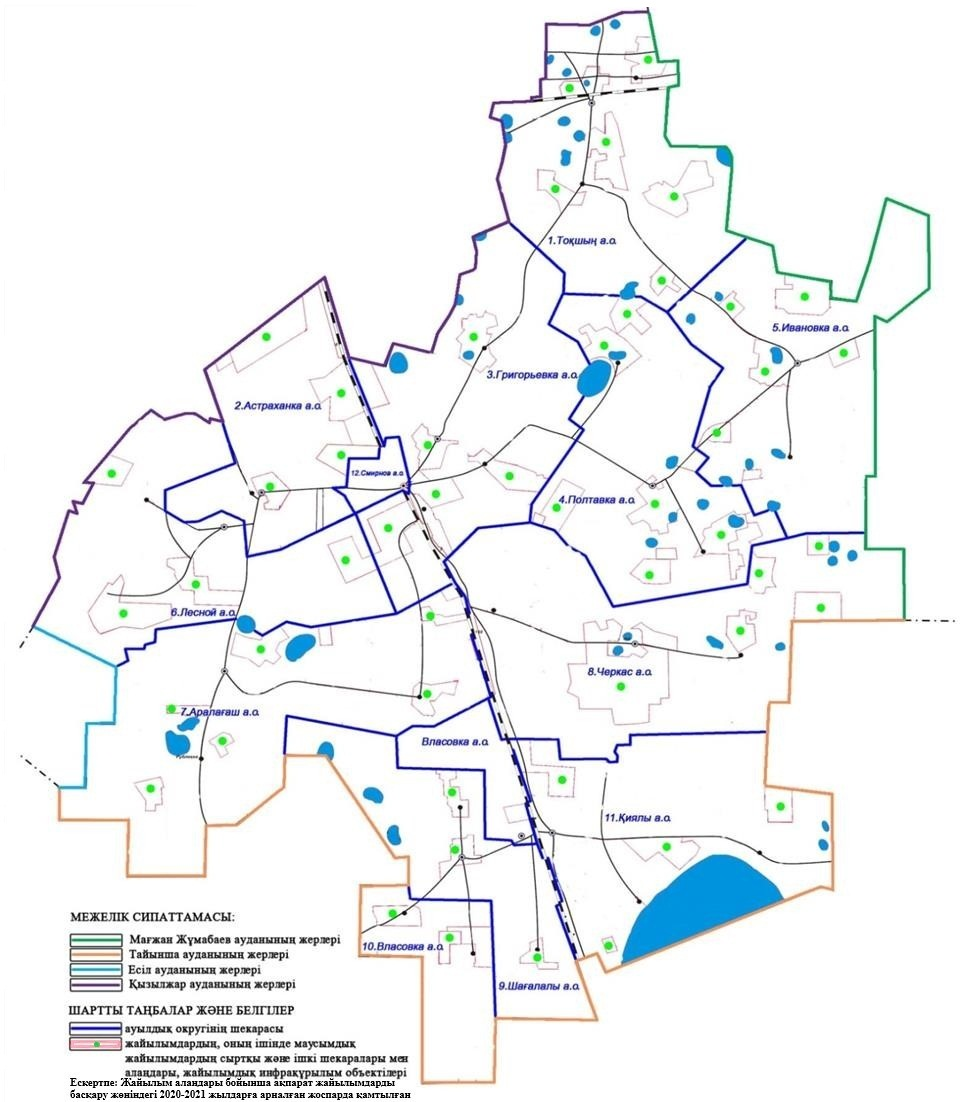 1.Тоқшың а.о.
5.Ивановка а.о.
3.Григорьевка а.о.
2.Астраханка а.о.
12.Смирнов а.о.
4.Полтавка а.о.
6.Лесной а.о.
8.Черкас а.о.
7.Аралағаш а.о.
Власовка а.о.
11.Қиялы а.о.
10.Власовка а.о.
9.Шағалалы а.о.
МЕЖЕЛІК СИПАТТАМАСЫ:
Мағжан Жұмабаев ауданының жерлері
Тайынша ауданының жерлері
Есіл ауданының жерлері
Қызылжар ауданының жерлері
ШАРТТЫ ТАҢБАЛАР ЖӘНЕ БЕЛГІЛЕР
ауылдық округінің шекарасы
жайылымдардың, оның ішінде маусымдық
жайылымдардың сыртқы және ішкі шекаралары мен
алаңдары, жайылымдық инфрақұрылым объектілері
Ескертпе: Жайылым алаңдары бойынша ақпарат жайылымдарды
басқару жөніндегі 2020-2021 жылдарға арналған жоспарда қамтылған